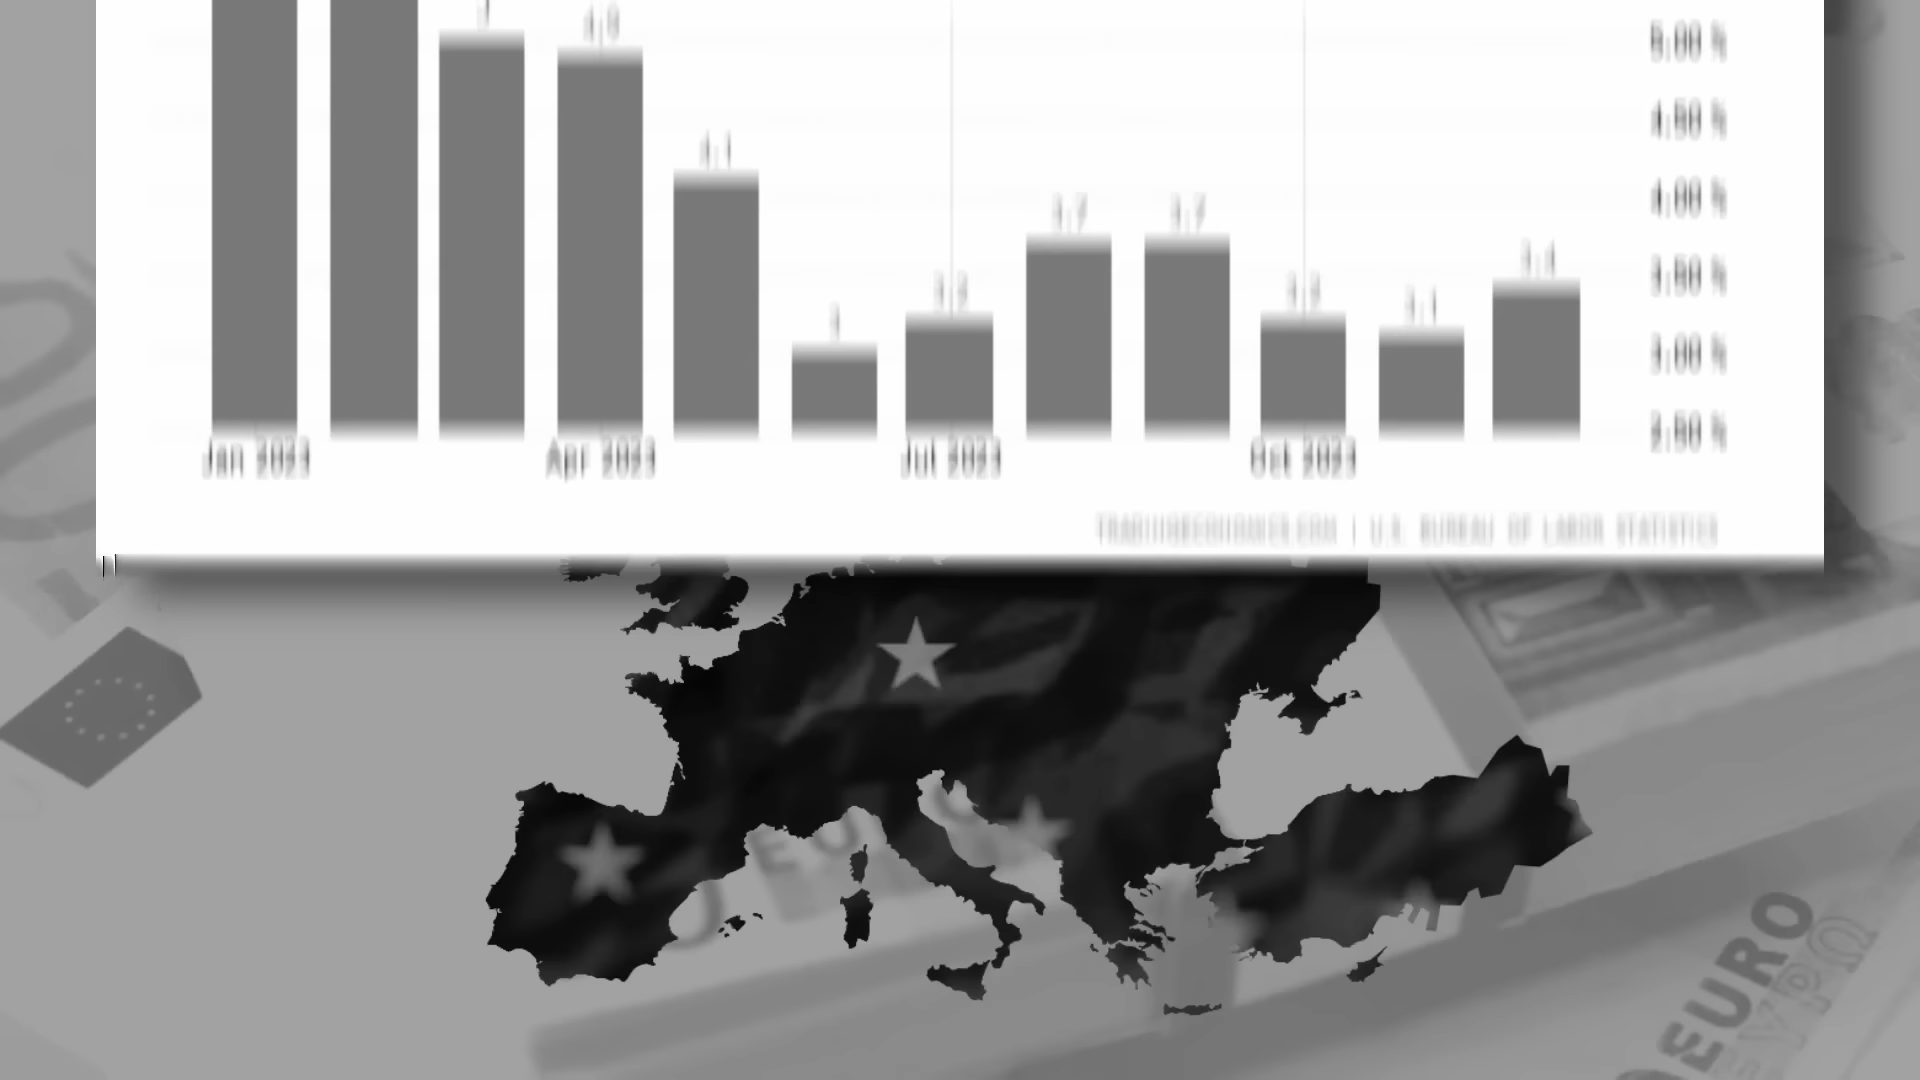 4.1
3.7 3.7
3.4
3.2 3.2
3.1
3
5.00 %
4.50 %
4.00 %
3.50 %
3.00 %
2.50 %
Jan 2023 Apr 2023 Jul 2023 Oct 2023
TRADINGECONOMICS.COM | U.S. BUREAU OF LABOR STATISTICS
EURO
EURO
ΕΥΡΩ